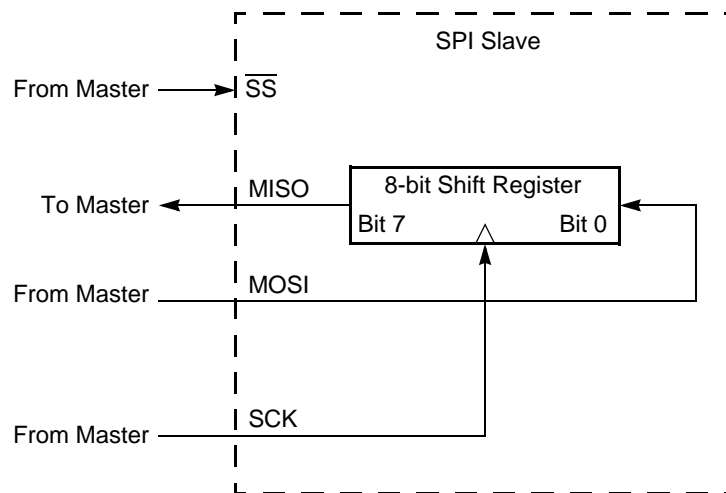 SPI Slave
From Master
SS
8-bit Shift Register
To Master
MISO
Bit 7
Bit 0
From Master
MOSI
From Master
SCK